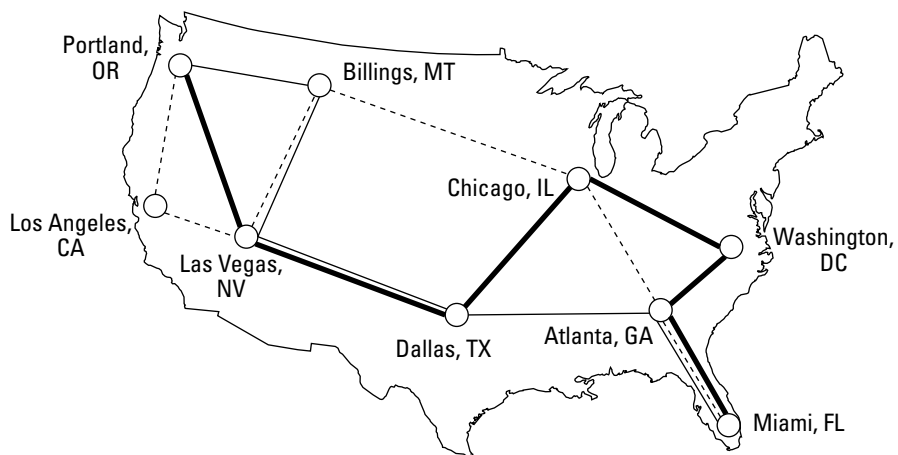 Portland,
OR
Billings, MT
Chicago, IL
Los Angeles,
CA
Las Vegas,
NV
Washington,
DC
Dallas, TX
Atlanta, GA
Miami, FL